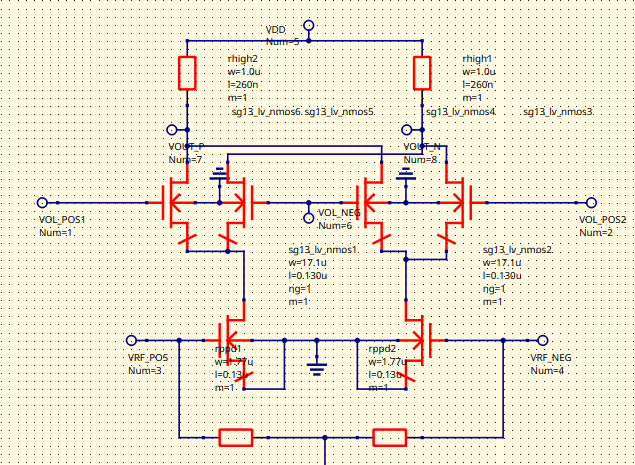 VDD
Num=5
rhigh2
w=1.0u
l=260n
m=1
rhigh1
w=1.0u
l=260n
m=1
sg13_lv_nmos6
sg13_lv_nmos5
sg13_lv_nmos4
sg13_lv_nmos3
VOUT_P
Num=7
VOUT_N
Num=8
VOL_POS1
Num=1
VOL_NEG
Num=6
VOL_POS2
Num=2
sg13_lv_nmos1
w=17.1u
l=0.130u
ng=1
m=1
sg13_lv_nmos2
w=17.1u
l=0.130u
ng=1
m=1
VRF_POS
Num=3
rppd1
w=1.77u
l=0.13u
m=1
rppd2
w=1.77u
l=0.13u
m=1
VRF_NEG
Num=4